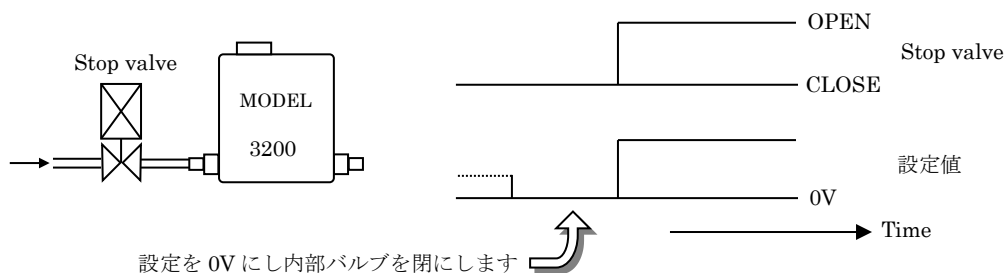 Stop valve
MODEL
3200
OPEN
Stop valve
CLOSE
設定値
0V
Time
設定を 0V にし内部バルブを閉にします